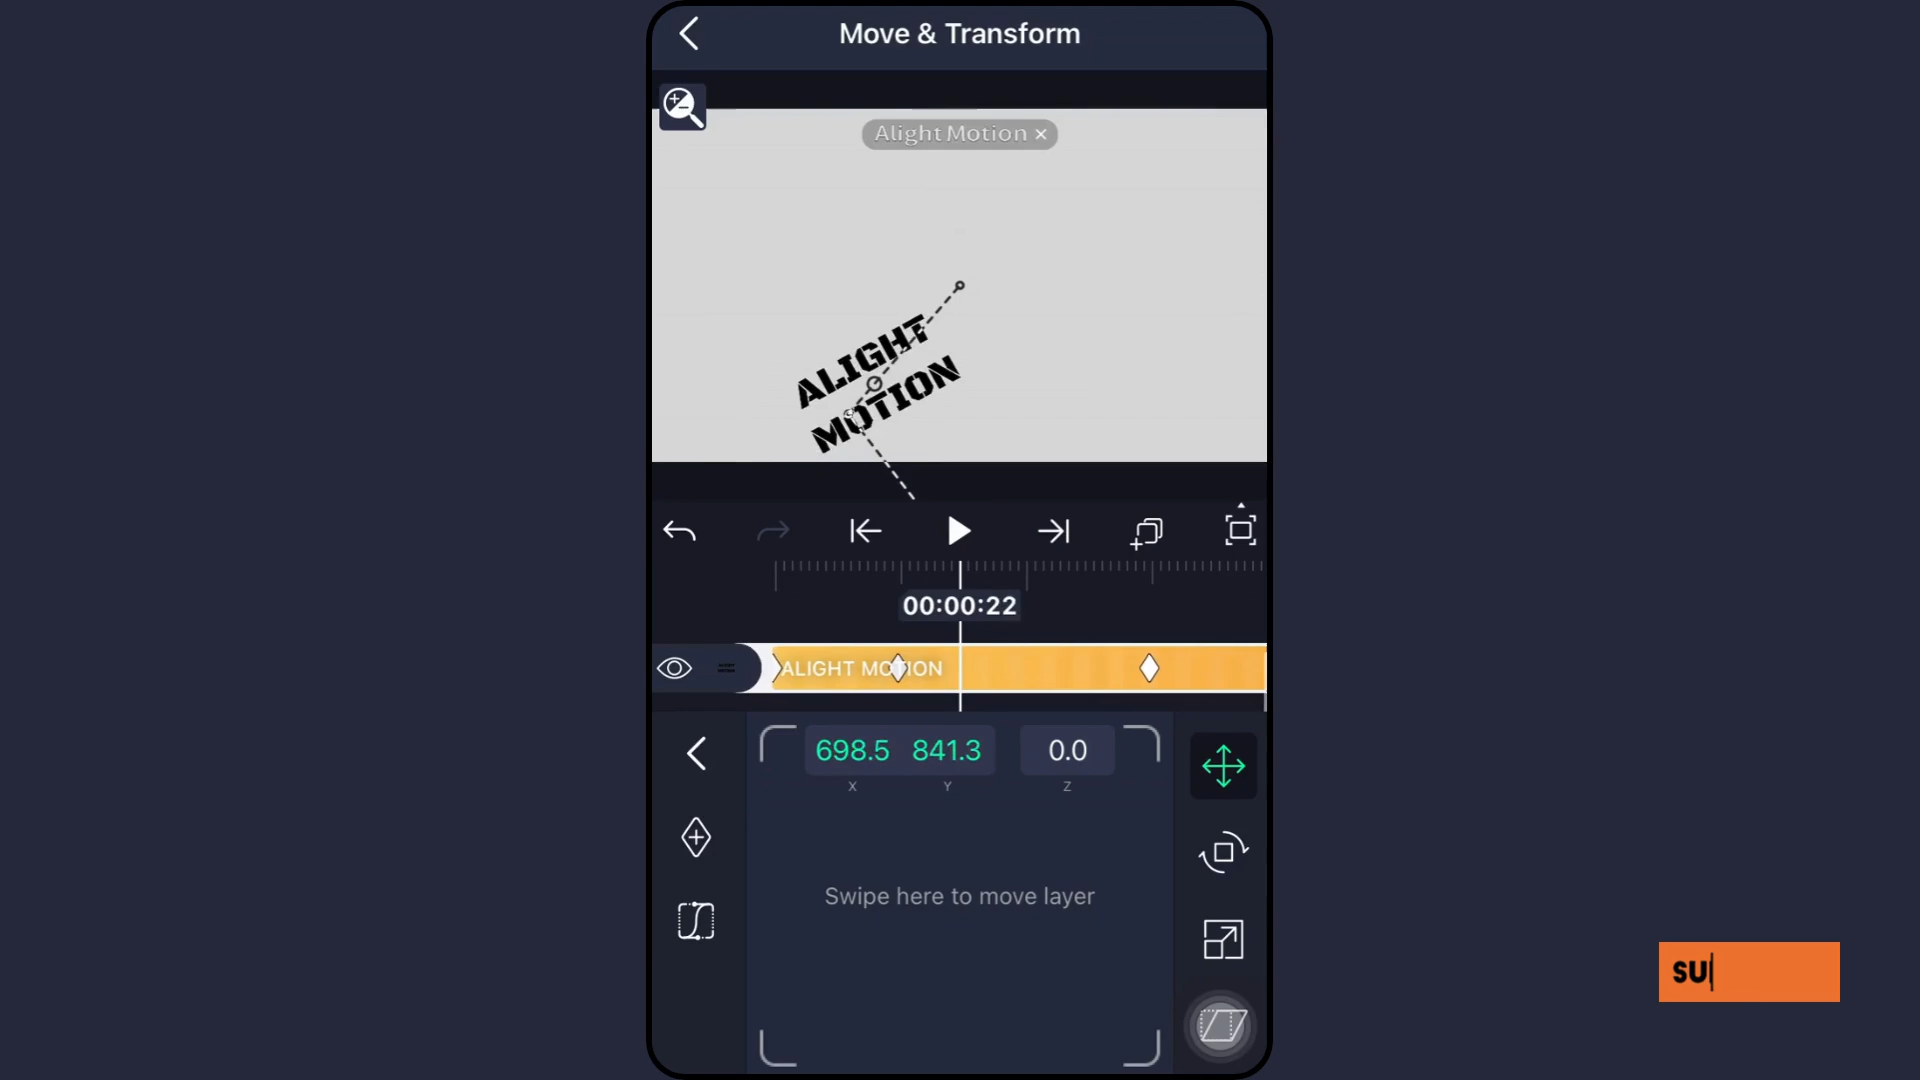 Move & Transform
Alight Motion ×
ALIGHT
MOTION
00:00:22
ALIGHT MOTION
698.5 841.3 0.0
X Y Z
Swipe here to move layer
SU